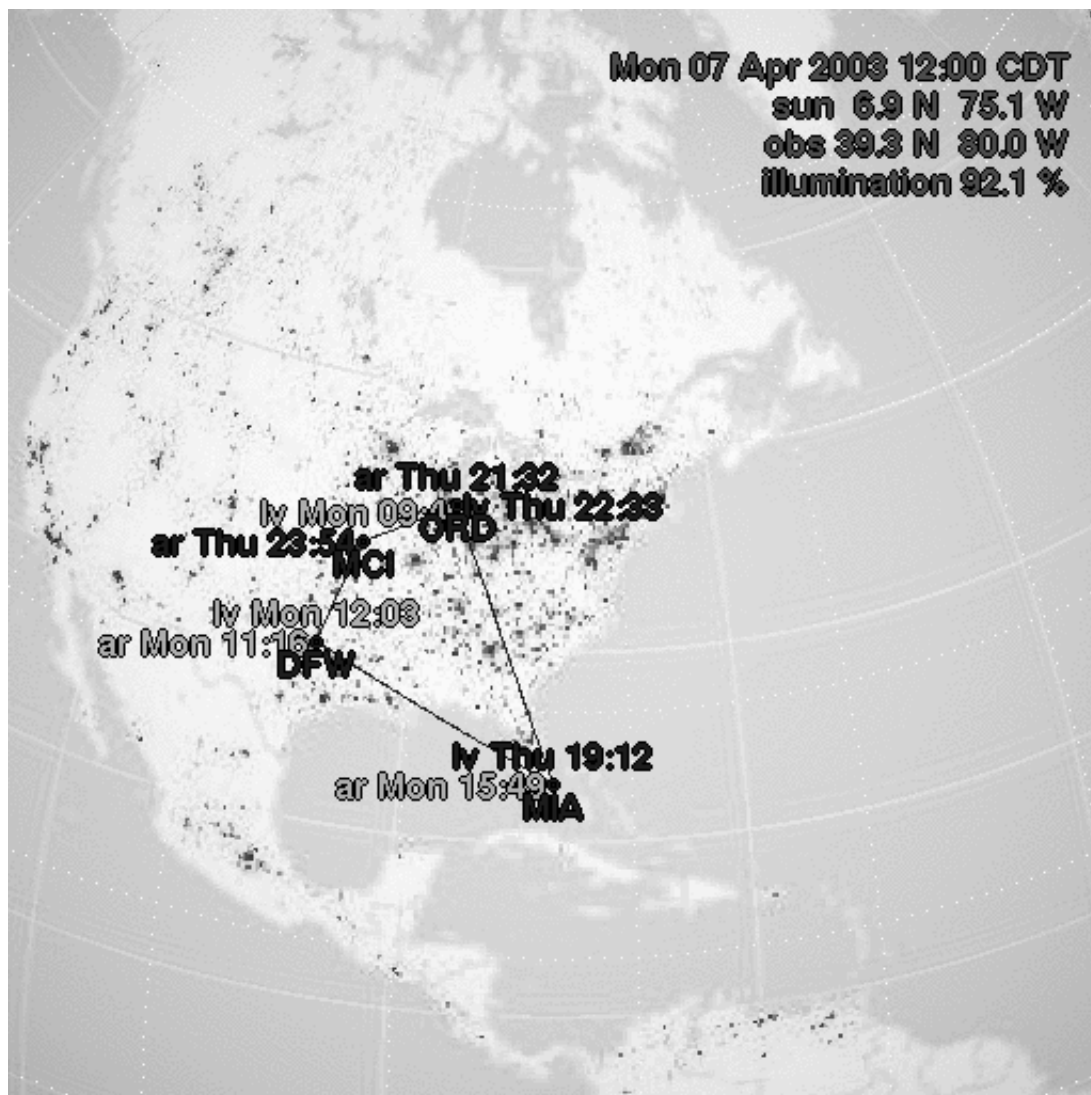 Mon 07 Apr 2003 12:00 CDT
sun 6.9 N 75.1 W
obs 39.3 N 80.0 W
illumination 92.1 %
ar Thu 21:32
lv Mon
lv Thu 22:33
ORD
ar Thu 23:54
MCI
lv Mon 12:03
ar Mon 11:16
DFW
lv Thu 19:12
ar Mon 15:49
MIA